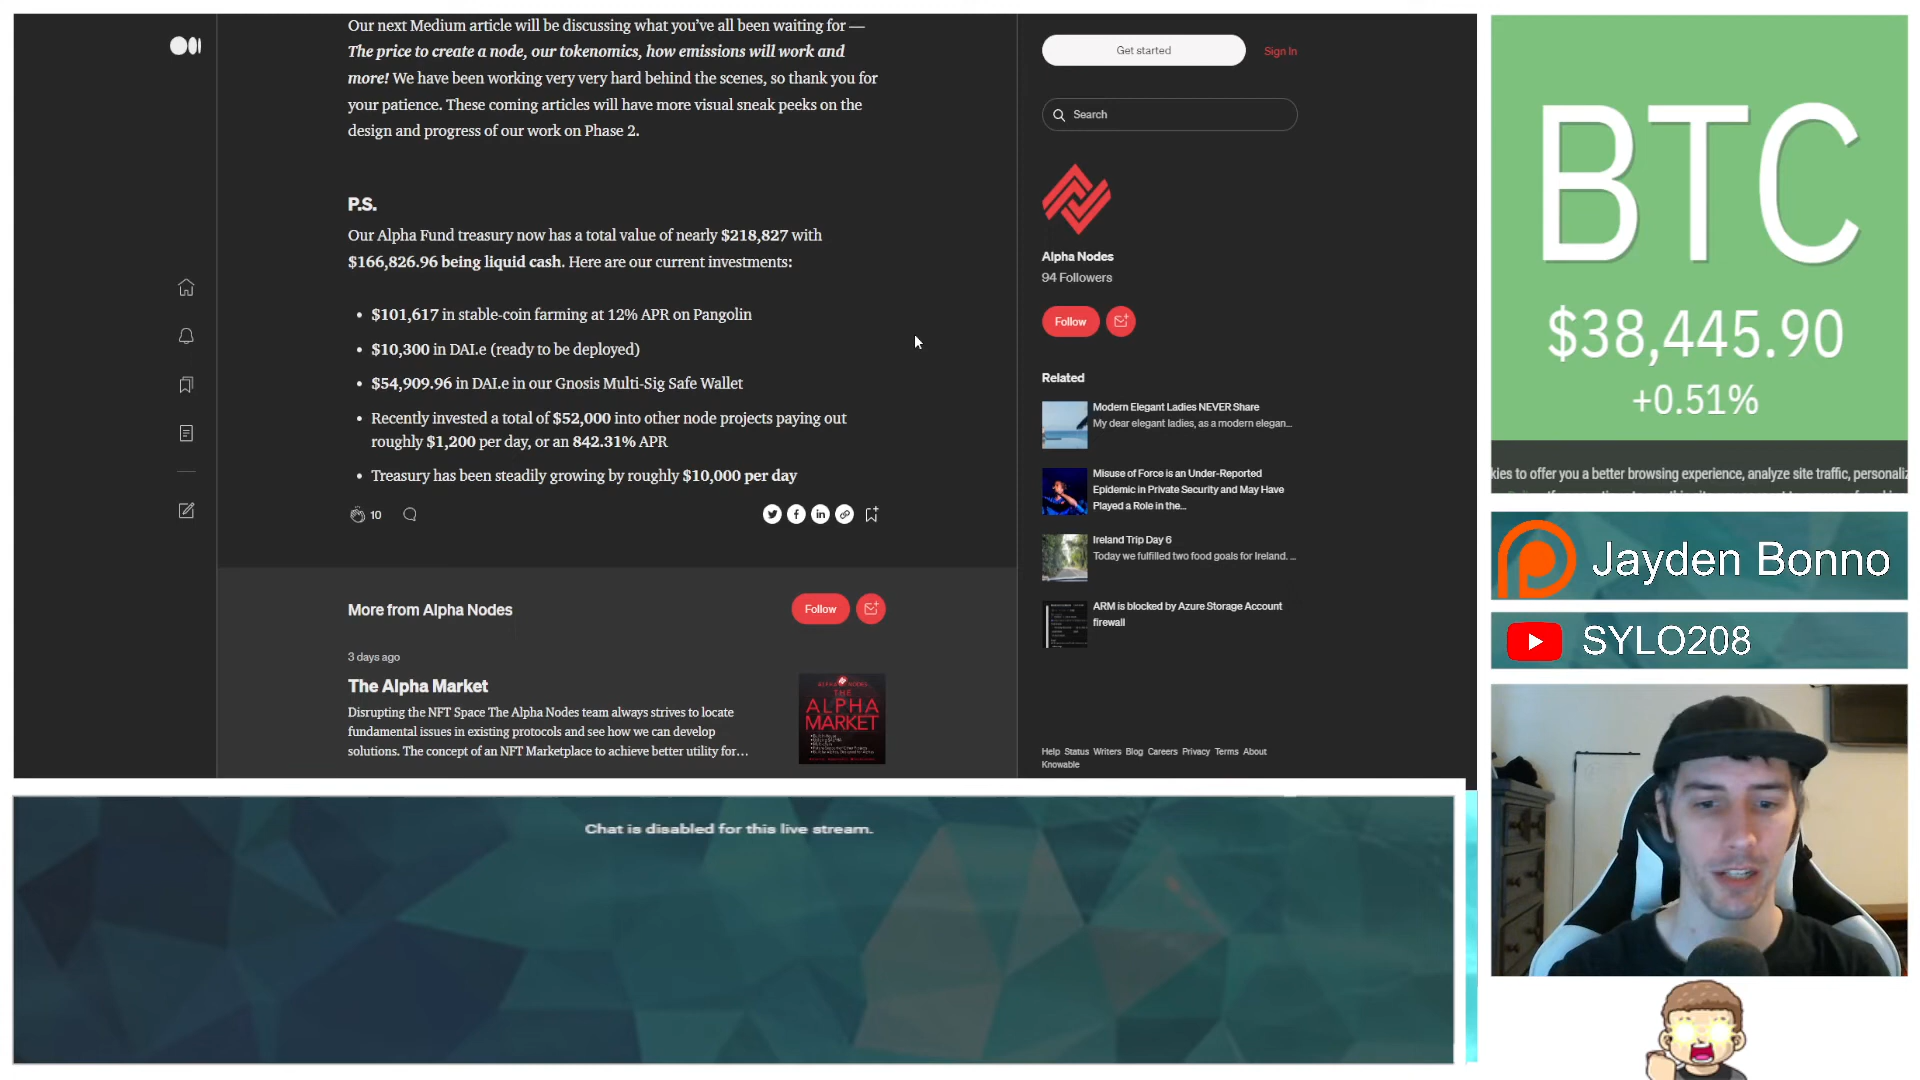 Our next Medium article will be discussing what you've all been waiting for —
The price to create a node, our tokenomics, how emissions will work and
more! We have been working very very hard behind the scenes, so thank you for
your patience. These coming articles will have more visual sneak peeks on the
design and progress of our work on Phase 2.
P.S.
Our Alpha Fund treasury now has a total value of nearly $218,827 with
$166,826.96 being liquid cash. Here are our current investments:
• $101,617 in stable-coin farming at 12% APR on Pangolin
• $10,300 in DAI.e (ready to be deployed)
• $54,909.96 in DAI.e in our Gnosis Multi-Sig Safe Wallet
• Recently invested a total of $52,000 into other node projects paying out
roughly $1,200 per day, or an 842.31% APR
• Treasury has been steadily growing by roughly $10,000 per day
10
More from Alpha Nodes
Follow
3 days ago
The Alpha Market
Disrupting the NFT Space The Alpha Nodes team always strives to locate
fundamental issues in existing protocols and see how we can develop
solutions. The concept of an NFT Marketplace to achieve better utility for…
THE
ALPHA
MARKET
Get started
Sign In
Search
Alpha Nodes
94 Followers
Follow
Related
Modern Elegant Ladies NEVER Share
My dear elegant ladies, as a modern elegan…
Misuse of Force is an Under-Reported
Epidemic in Private Security and May Have
Played a Role in the…
Ireland Trip Day 6
Today we fulfilled two food goals for Ireland. …
ARM is blocked by Azure Storage Account
firewall
Help Status Writers Blog Careers Privacy Terms About
Knowable
BTC
$38,445.90
+0.51%
kies to offer you a better browsing experience, analyze site traffic, personaliz
Jayden Bonno
SYLO208
Chat is disabled for this live stream.